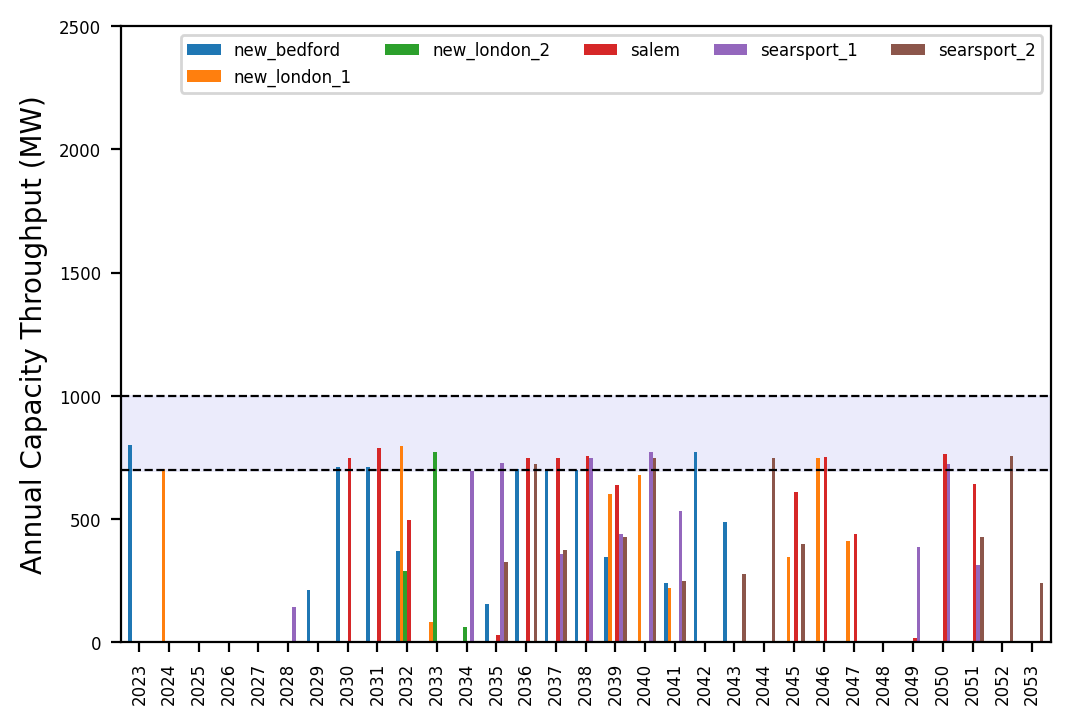 2500
2000
1500
1000
500
0
Annual Capacity Throughput (MW)
new_bedford new_london_2 salem searsport_1 searsport_2
new_london_1
2023 2024 2025 2026 2027 2028 2029 2030 2031 2032 2033 2034 2035 2036 2037 2038 2039 2040 2041 2042 2043 2044 2045 2046 2047 2048 2049 2050 2051 2052 2053